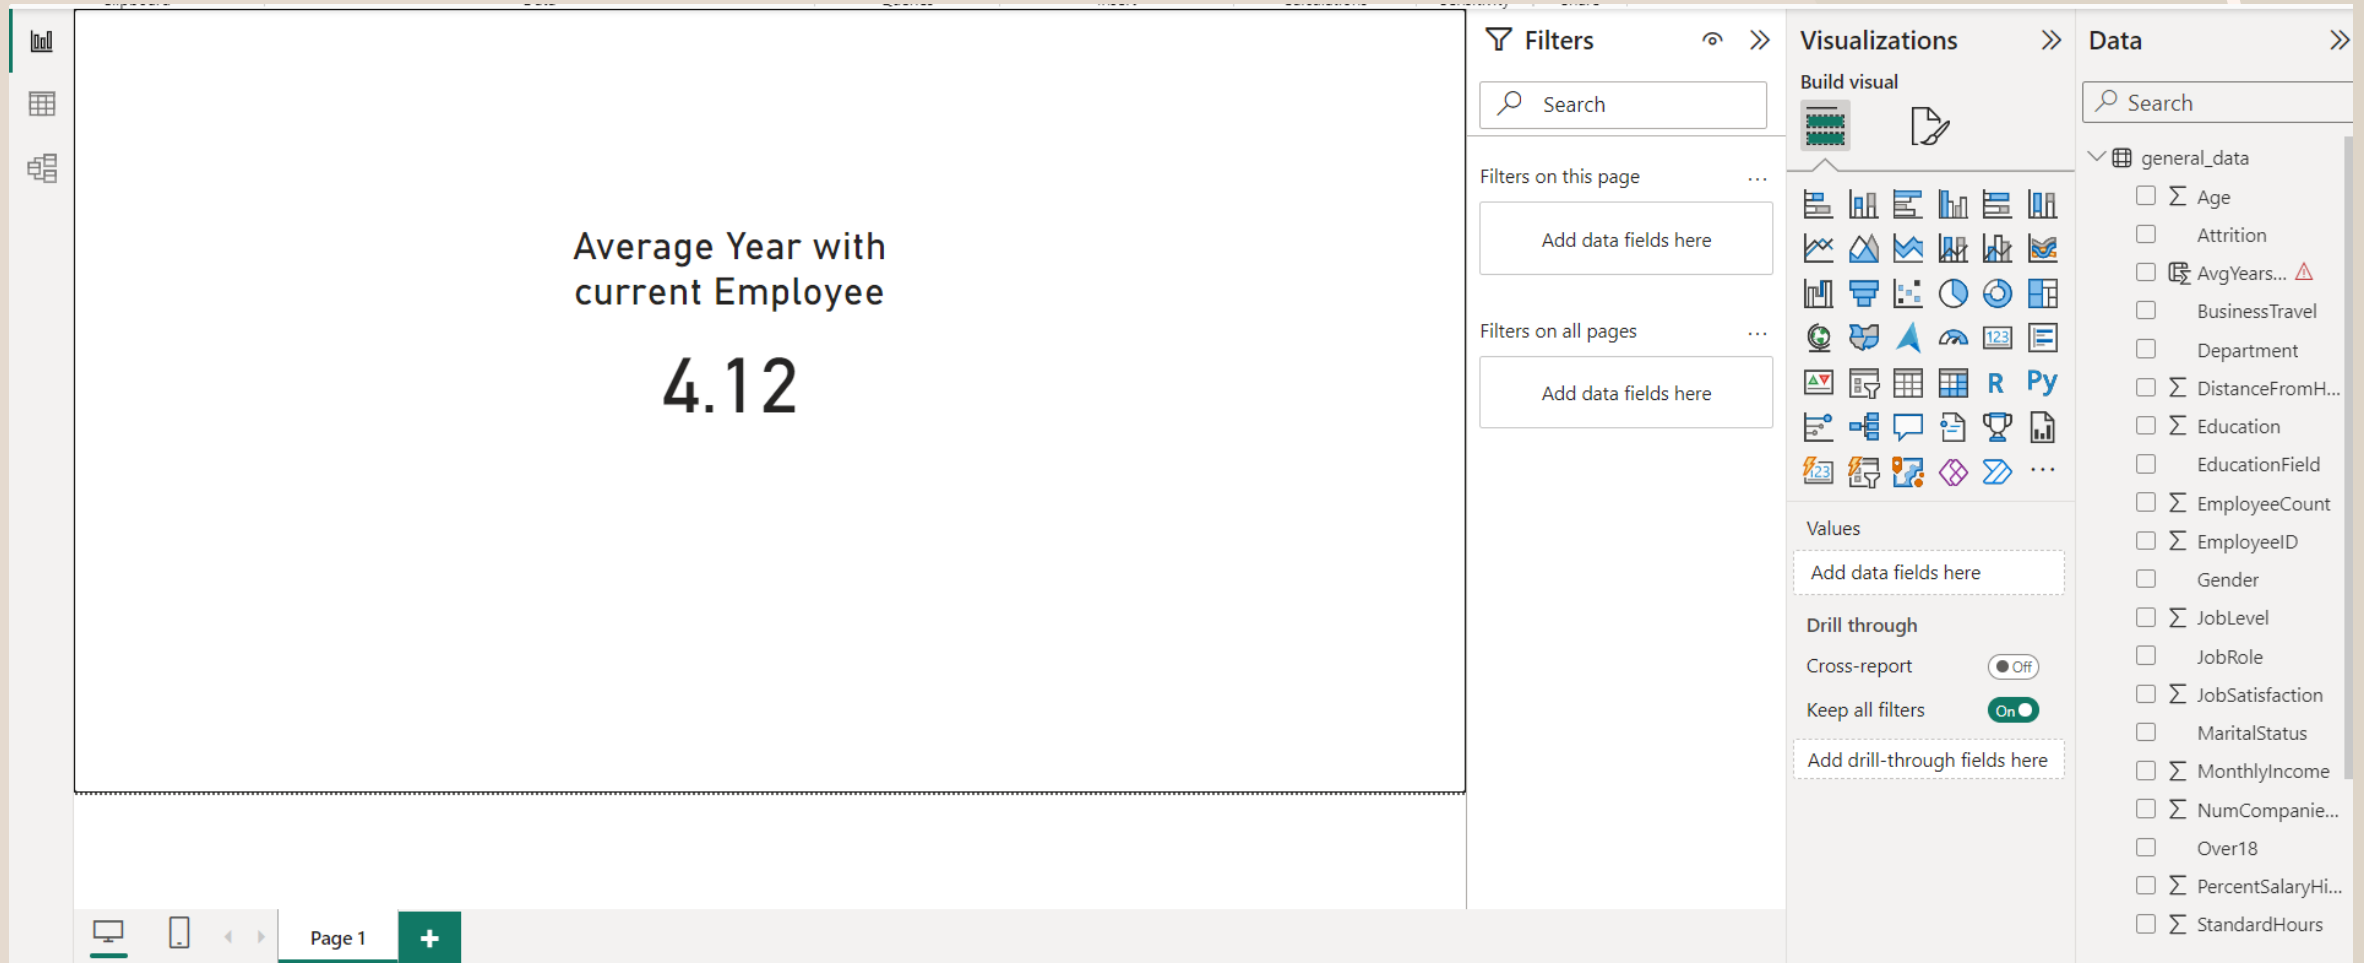 Average Year with
current Employee
4.12
Page 1
+
Filters
Search
Filters on this page
...
Add data fields here
Filters on all pages
...
Add data fields here
Visualizations
Build visual
123
R
Py
123
...
Values
Add data fields here
Drill through
Cross-report
Off
Keep all filters
On
Add drill-through fields here
Data
Search
general_data
Age
Attrition
AvgYears...
BusinessTravel
Department
DistanceFromH...
Education
EducationField
EmployeeCount
EmployeeID
Gender
JobLevel
JobRole
JobSatisfaction
MaritalStatus
MonthlyIncome
NumCompanie...
Over18
PercentSalaryHi...
StandardHours